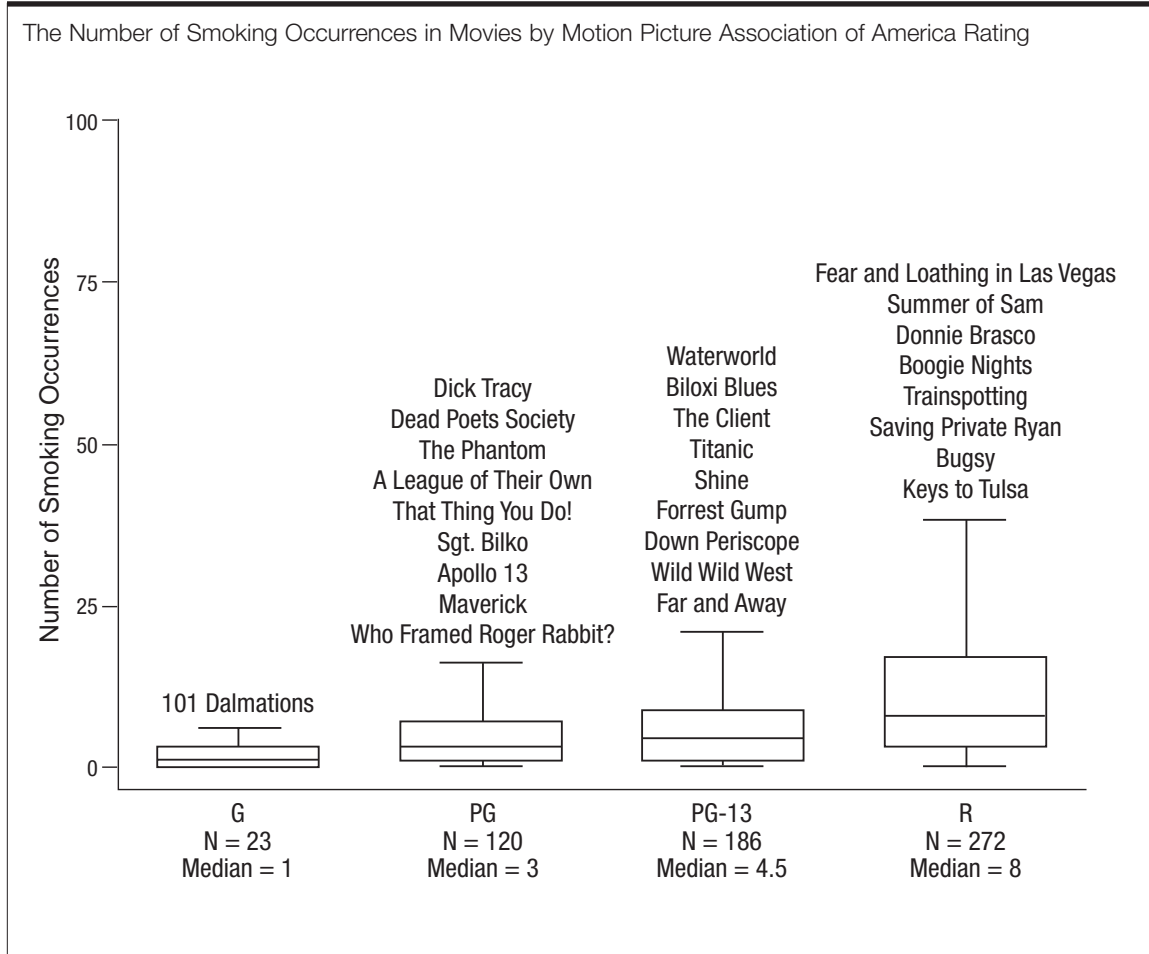 The Number of Smoking Occurrences in Movies by Motion Picture Association of America Rating
Number of Smoking Occurrences
100
75
50
25
0
101 Dalmations
Dick Tracy
Dead Poets Society
The Phantom
A League of Their Own
That Thing You Do!
Sgt. Bilko
Apollo 13
Maverick
Who Framed Roger Rabbit?
Waterworld
Biloxi Blues
The Client
Titanic
Shine
Forrest Gump
Down Periscope
Wild Wild West
Far and Away
Fear and Loathing in Las Vegas
Summer of Sam
Donnie Brasco
Boogie Nights
Trainspotting
Saving Private Ryan
Bugsy
Keys to Tulsa
G
N = 23
Median = 1
PG
N = 120
Median = 3
PG-13
N = 186
Median = 4.5
R
N = 272
Median = 8